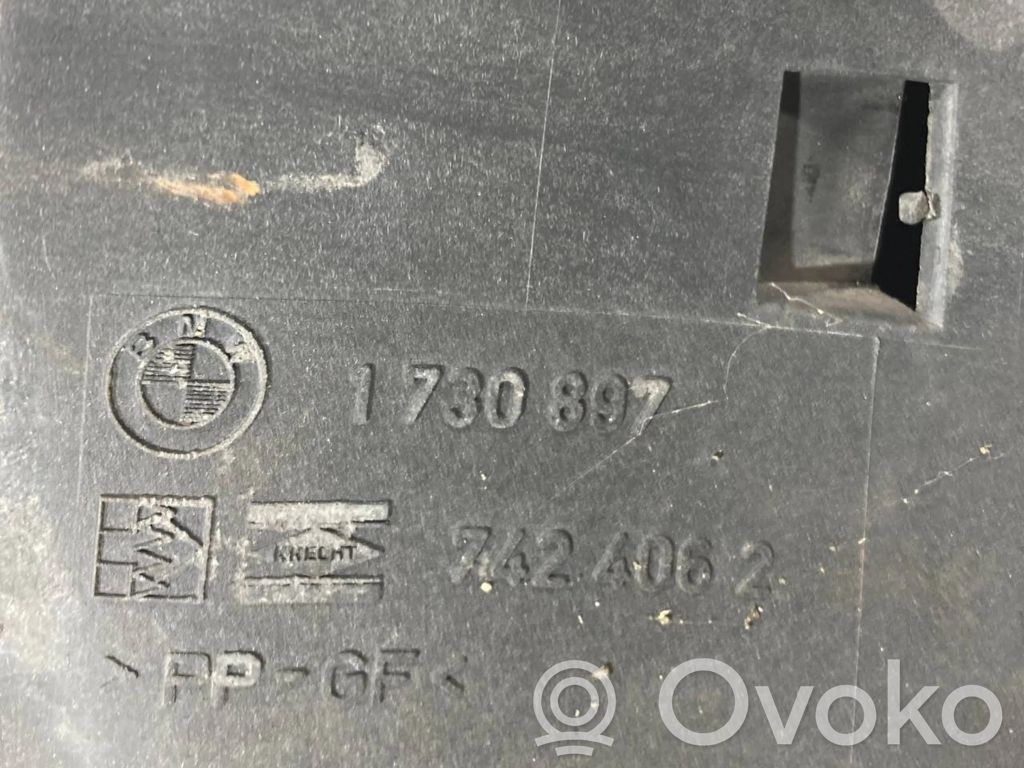 BMW
1 730 897
KNECHT
742 406 2
> PP-GF <
Ovoko